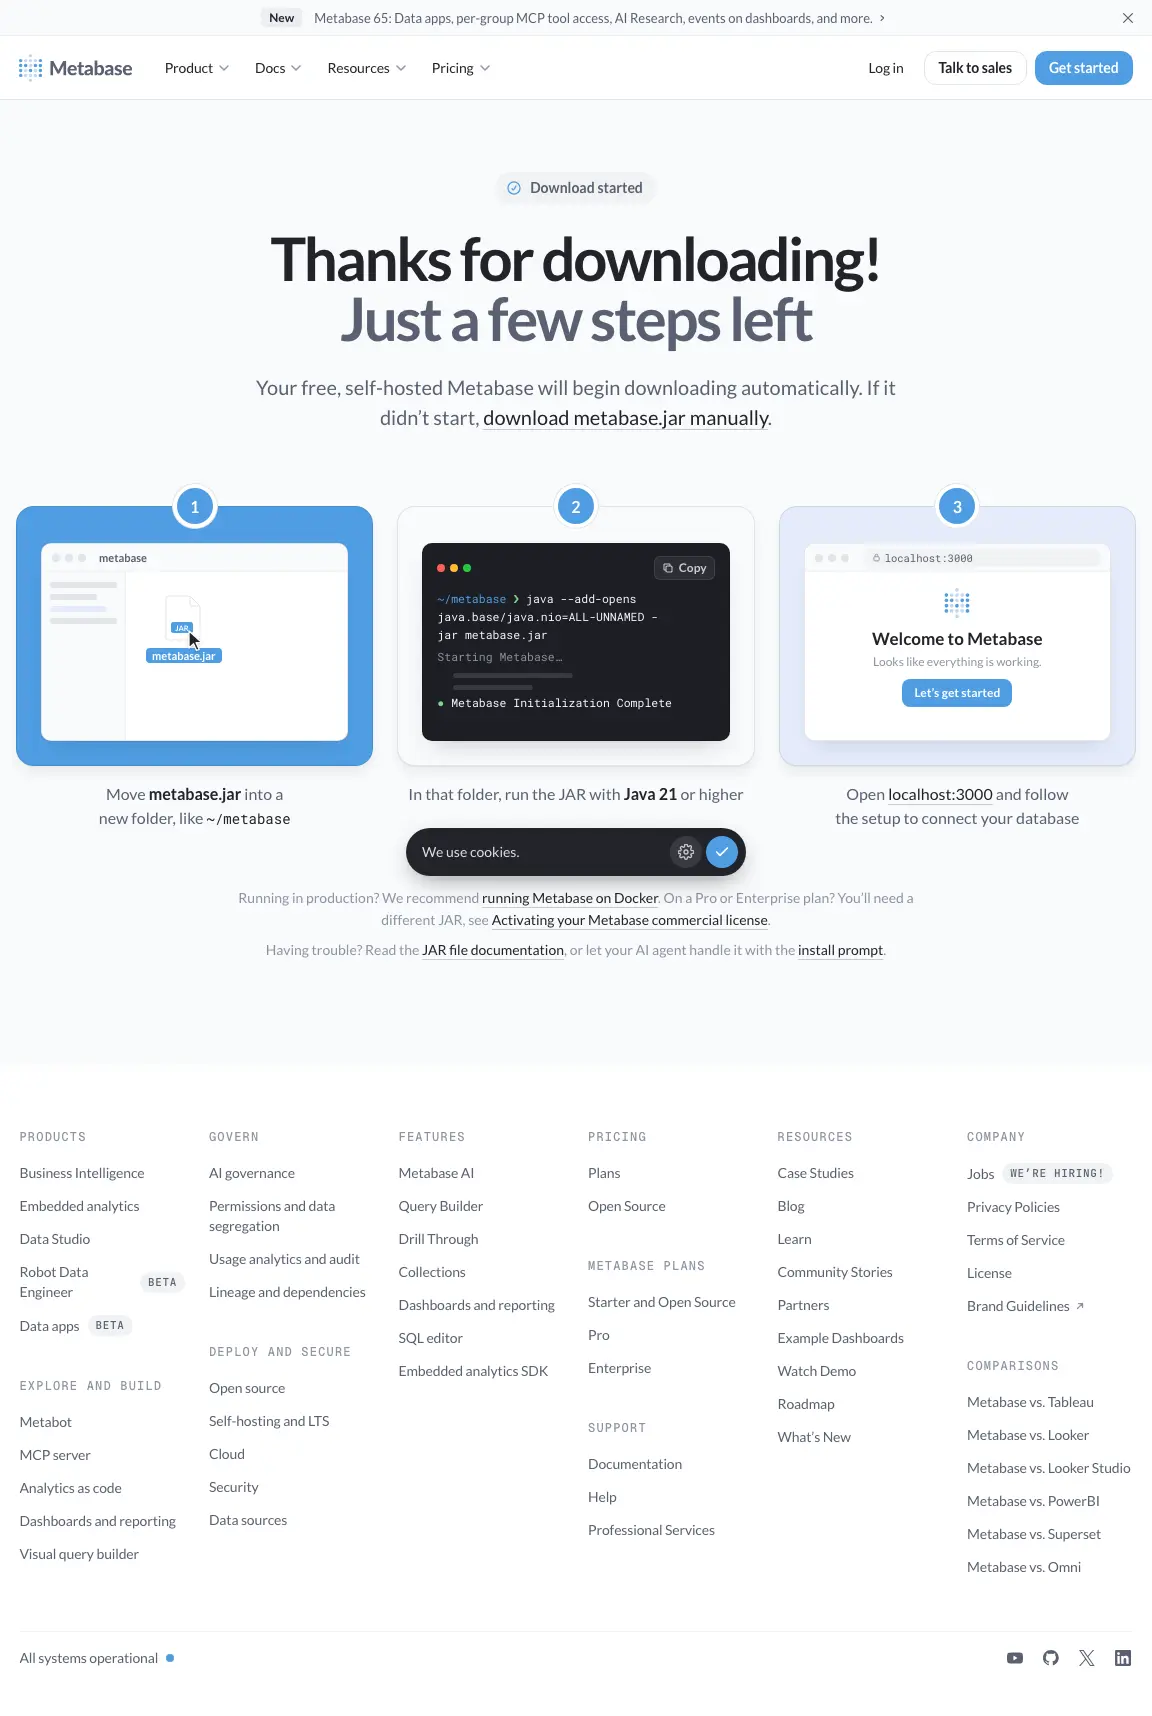 New Metabase 65: Data apps, per-group MCP tool access, AI Research, events on dashboards, and more.
Metabase Product Docs Resources Pricing Log in Talk to sales Get started
Download started
Thanks for downloading!
Just a few steps left
Your free, self-hosted Metabase will begin downloading automatically. If it
didn’t start, download metabase.jar manually.
1
metabase
JAR
metabase.jar
Move metabase.jar into a
new folder, like ~/metabase
2
Copy
~/metabase ❯ java --add-opens
java.base/java.nio=ALL-UNNAMED -
jar metabase.jar
Starting Metabase…
Metabase Initialization Complete
In that folder, run the JAR with Java 21 or higher
3
localhost:3000
Welcome to Metabase
Looks like everything is working.
Let’s get started
Open localhost:3000 and follow
the setup to connect your database
We use cookies.
Running in production? We recommend running Metabase on Docker. On a Pro or Enterprise plan? You’ll need a
different JAR, see Activating your Metabase commercial license.
Having trouble? Read the JAR file documentation, or let your AI agent handle it with the install prompt.
PRODUCTS
Business Intelligence
Embedded analytics
Data Studio
Robot Data
Engineer BETA
Data apps BETA
EXPLORE AND BUILD
Metabot
MCP server
Analytics as code
Dashboards and reporting
Visual query builder
GOVERN
AI governance
Permissions and data
segregation
Usage analytics and audit
Lineage and dependencies
DEPLOY AND SECURE
Open source
Self-hosting and LTS
Cloud
Security
Data sources
FEATURES
Metabase AI
Query Builder
Drill Through
Collections
Dashboards and reporting
SQL editor
Embedded analytics SDK
PRICING
Plans
Open Source
METABASE PLANS
Starter and Open Source
Pro
Enterprise
SUPPORT
Documentation
Help
Professional Services
RESOURCES
Case Studies
Blog
Learn
Community Stories
Partners
Example Dashboards
Watch Demo
Roadmap
What’s New
COMPANY
Jobs WE’RE HIRING!
Privacy Policies
Terms of Service
License
Brand Guidelines ↗
COMPARISONS
Metabase vs. Tableau
Metabase vs. Looker
Metabase vs. Looker Studio
Metabase vs. PowerBI
Metabase vs. Superset
Metabase vs. Omni
All systems operational